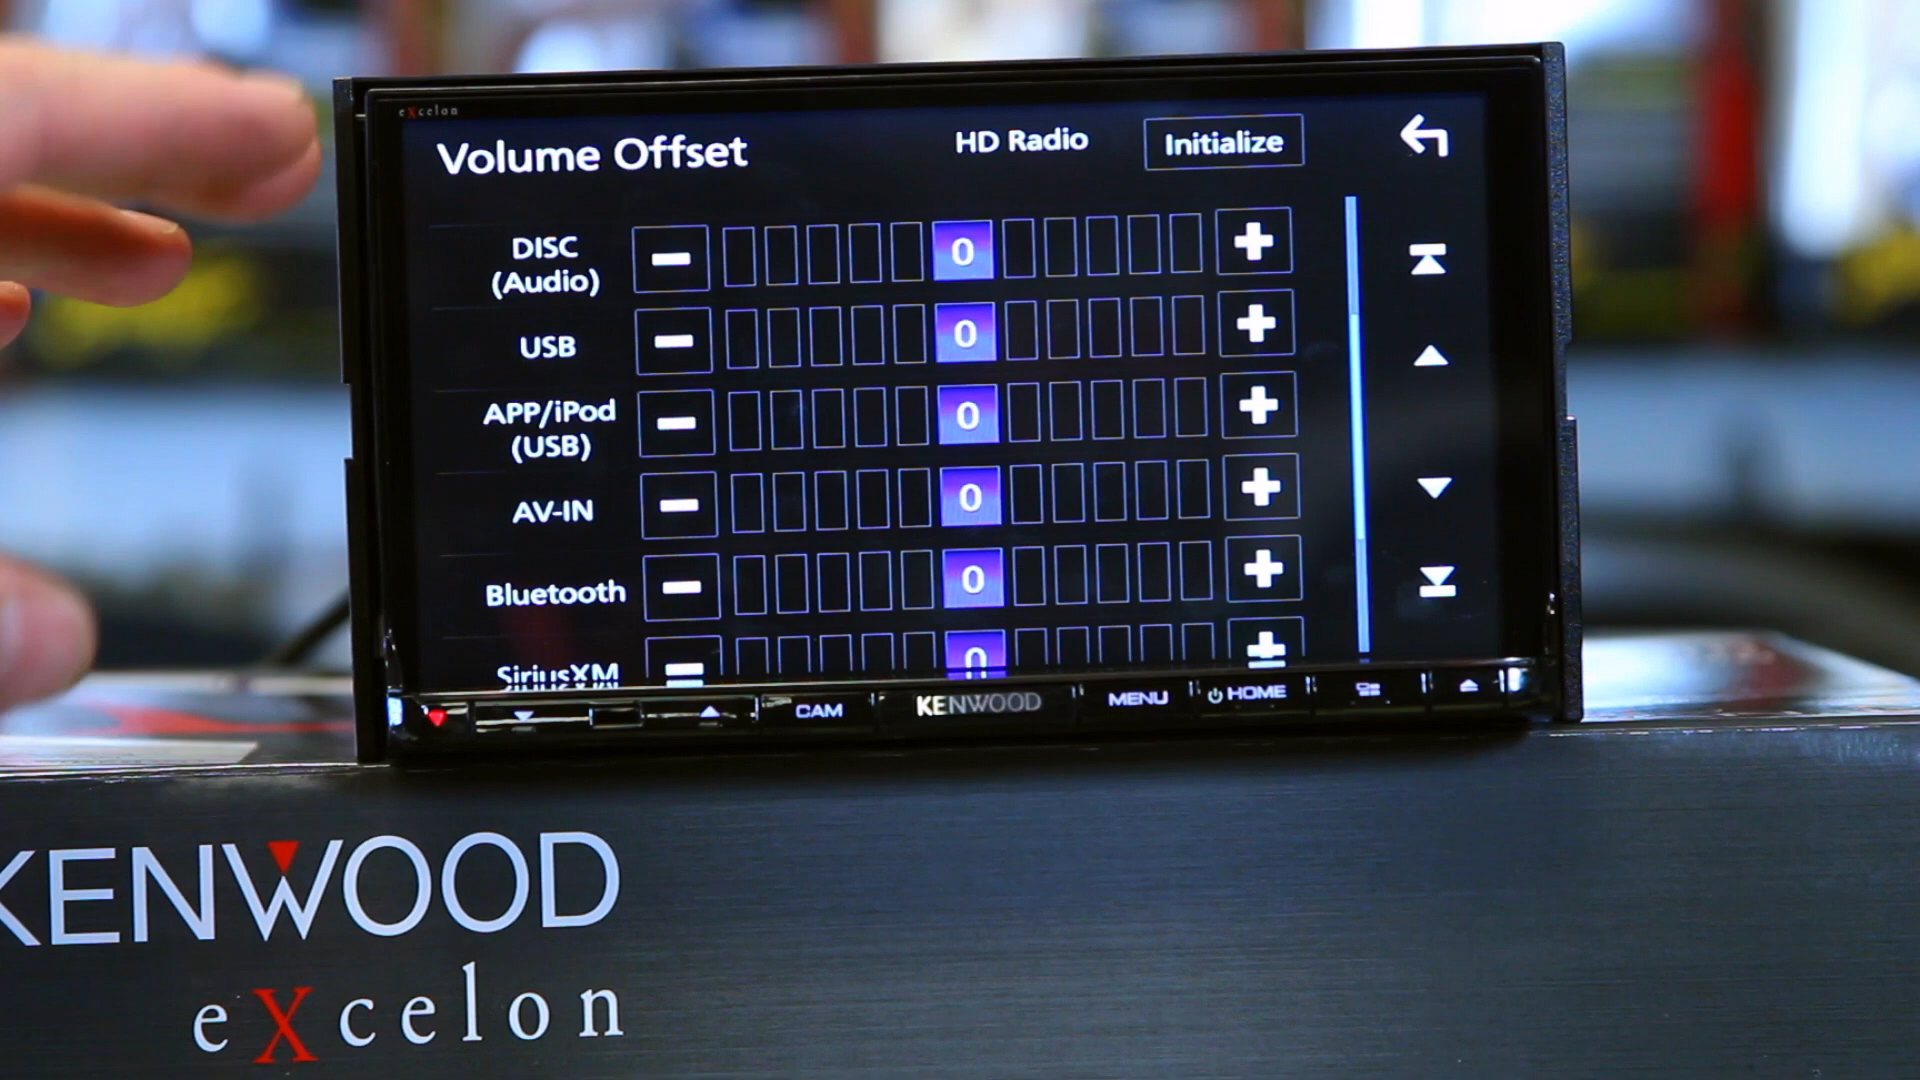 eXcelon
Volume Offset
HD Radio
Initialize
DISC
(Audio)
0
USB
0
APP/iPod
(USB)
0
AV-IN
0
Bluetooth
0
SiriusXM
0
CAM
KENWOOD
MENU
HOME
KENWOOD
eXcelon